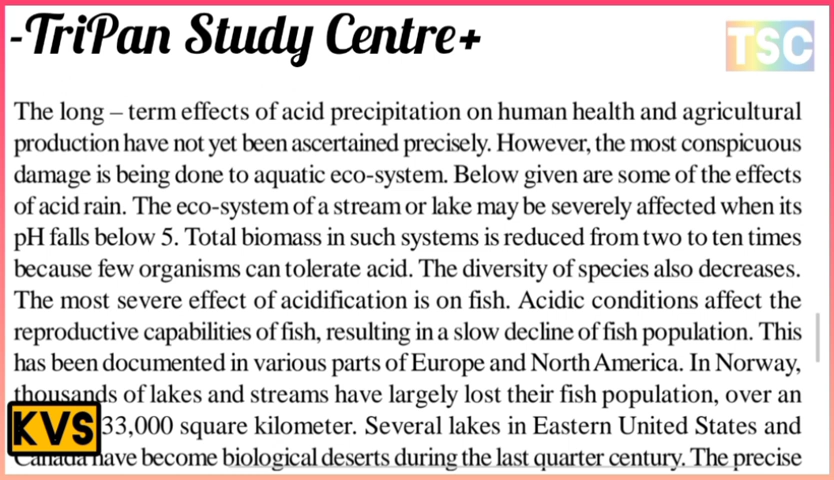 -TriPan Study Centre+
TSC
The long – term effects of acid precipitation on human health and agricultural
production have not yet been ascertained precisely. However, the most conspicuous
damage is being done to aquatic eco-system. Below given are some of the effects
of acid rain. The eco-system of a stream or lake may be severely affected when its
pH falls below 5. Total biomass in such systems is reduced from two to ten times
because few organisms can tolerate acid. The diversity of species also decreases.
The most severe effect of acidification is on fish. Acidic conditions affect the
reproductive capabilities of fish, resulting in a slow decline of fish population. This
has been documented in various parts of Europe and North America. In Norway,
thousands of lakes and streams have largely lost their fish population, over an
KVS 33,000 square kilometer. Several lakes in Eastern United States and
Canada have become biological deserts during the last quarter century. The precise